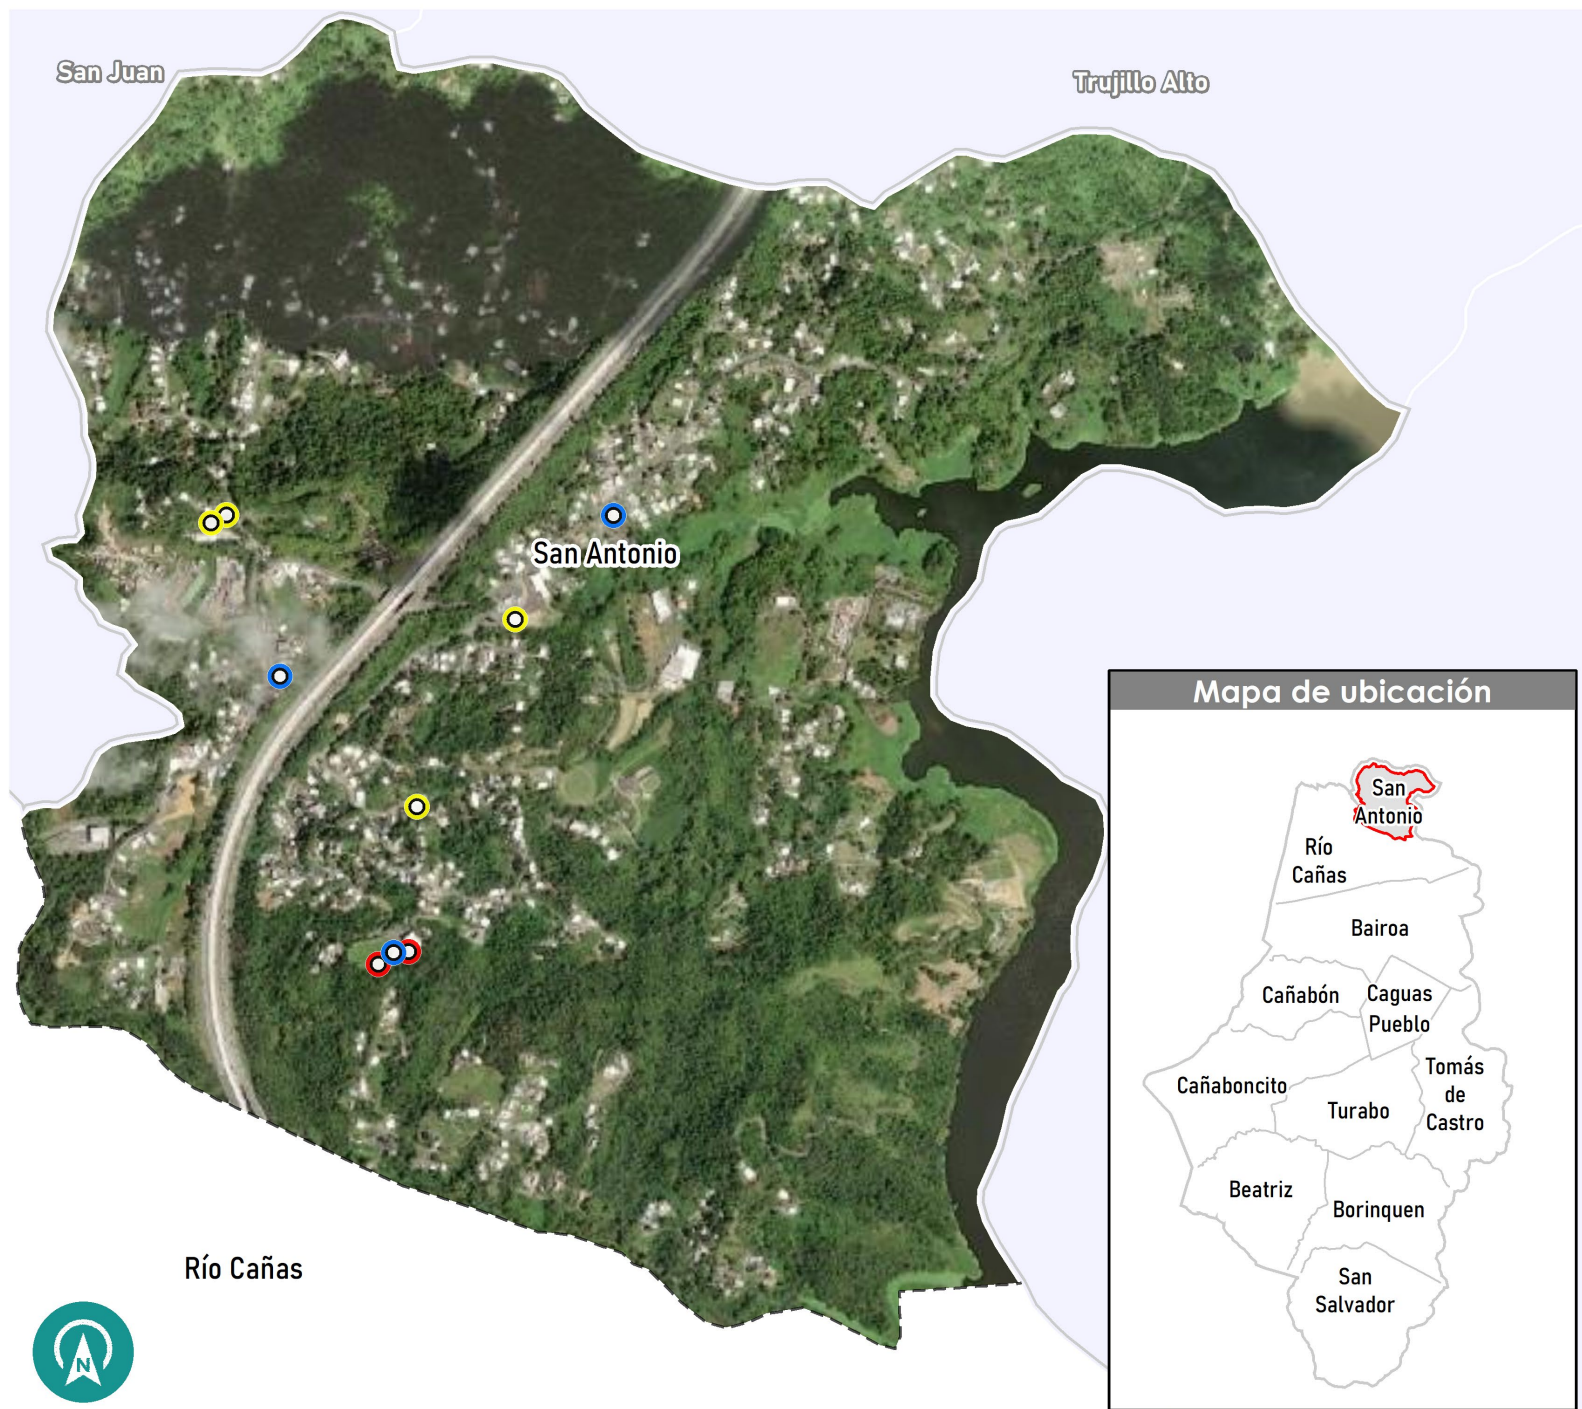 San Juan
Trujillo Alto
San Antonio
Río Cañas
N
Mapa de ubicación
San
Antonio
Río
Cañas
Bairoa
Cañabón
Caguas
Pueblo
Cañaboncito
Turabo
Tomás
de
Castro
Beatriz
Borinquen
San
Salvador